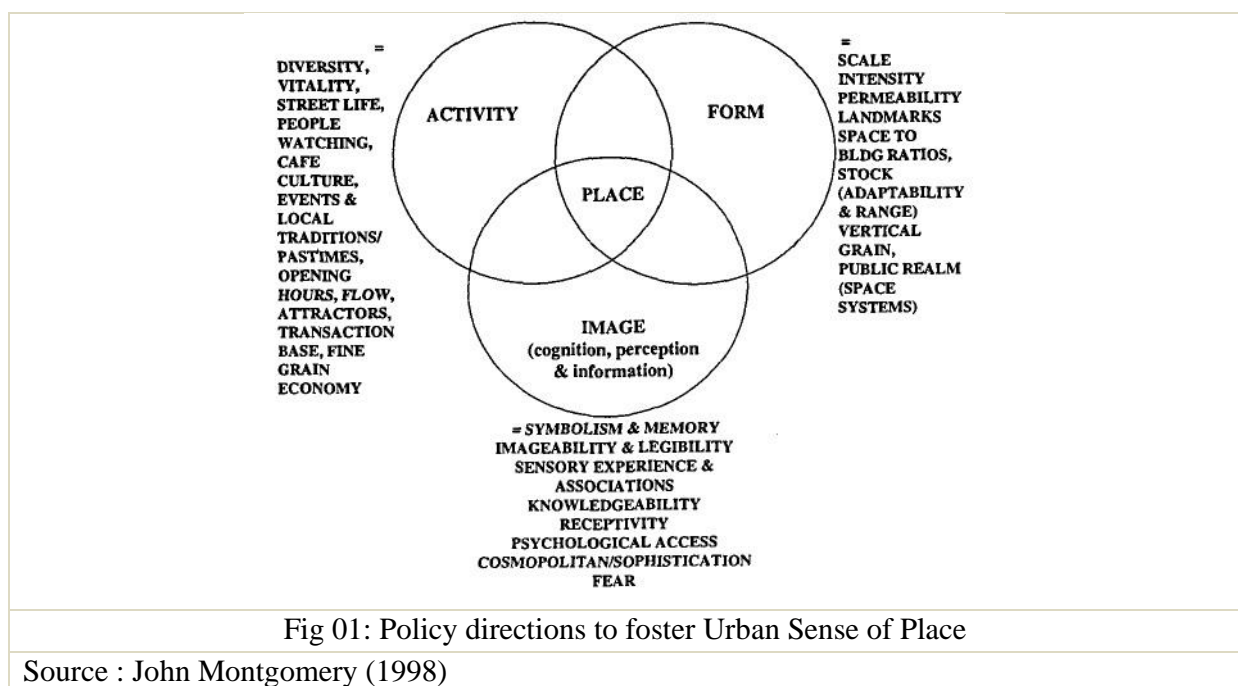 =
DIVERSITY,
VITALITY,
STREET LIFE,
PEOPLE
WATCHING,
CAFE
CULTURE,
EVENTS &
LOCAL
TRADITIONS/
PASTIMES,
OPENING
HOURS, FLOW,
ATTRACTORS,
TRANSACTION
BASE, FINE
GRAIN
ECONOMY
ACTIVITY
FORM
PLACE
IMAGE
(cognition, perception
& information)
=
SCALE
INTENSITY
PERMEABILITY
LANDMARKS
SPACE TO
BLDG RATIOS,
STOCK
(ADAPTABILITY
& RANGE)
VERTICAL
GRAIN,
PUBLIC REALM
(SPACE
SYSTEMS)
= SYMBOLISM & MEMORY
IMAGEABILITY & LEGIBILITY
SENSORY EXPERIENCE &
ASSOCIATIONS
KNOWLEDGEABILITY
RECEPTIVITY
PSYCHOLOGICAL ACCESS
COSMOPOLITAN/SOPHISTICATION
FEAR
Fig 01: Policy directions to foster Urban Sense of Place
Source : John Montgomery (1998)